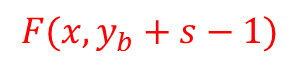 F(x, y_b + s − 1)